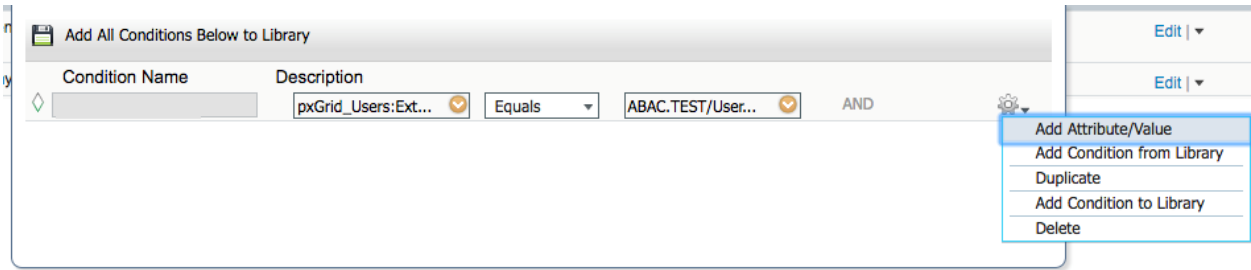 Add All Conditions Below to Library
Edit | ▼
Condition Name Description
Edit | ▼
pxGrid_Users:Ext... Equals ABAC.TEST/User... AND
Add Attribute/Value
Add Condition from Library
Duplicate
Add Condition to Library
Delete